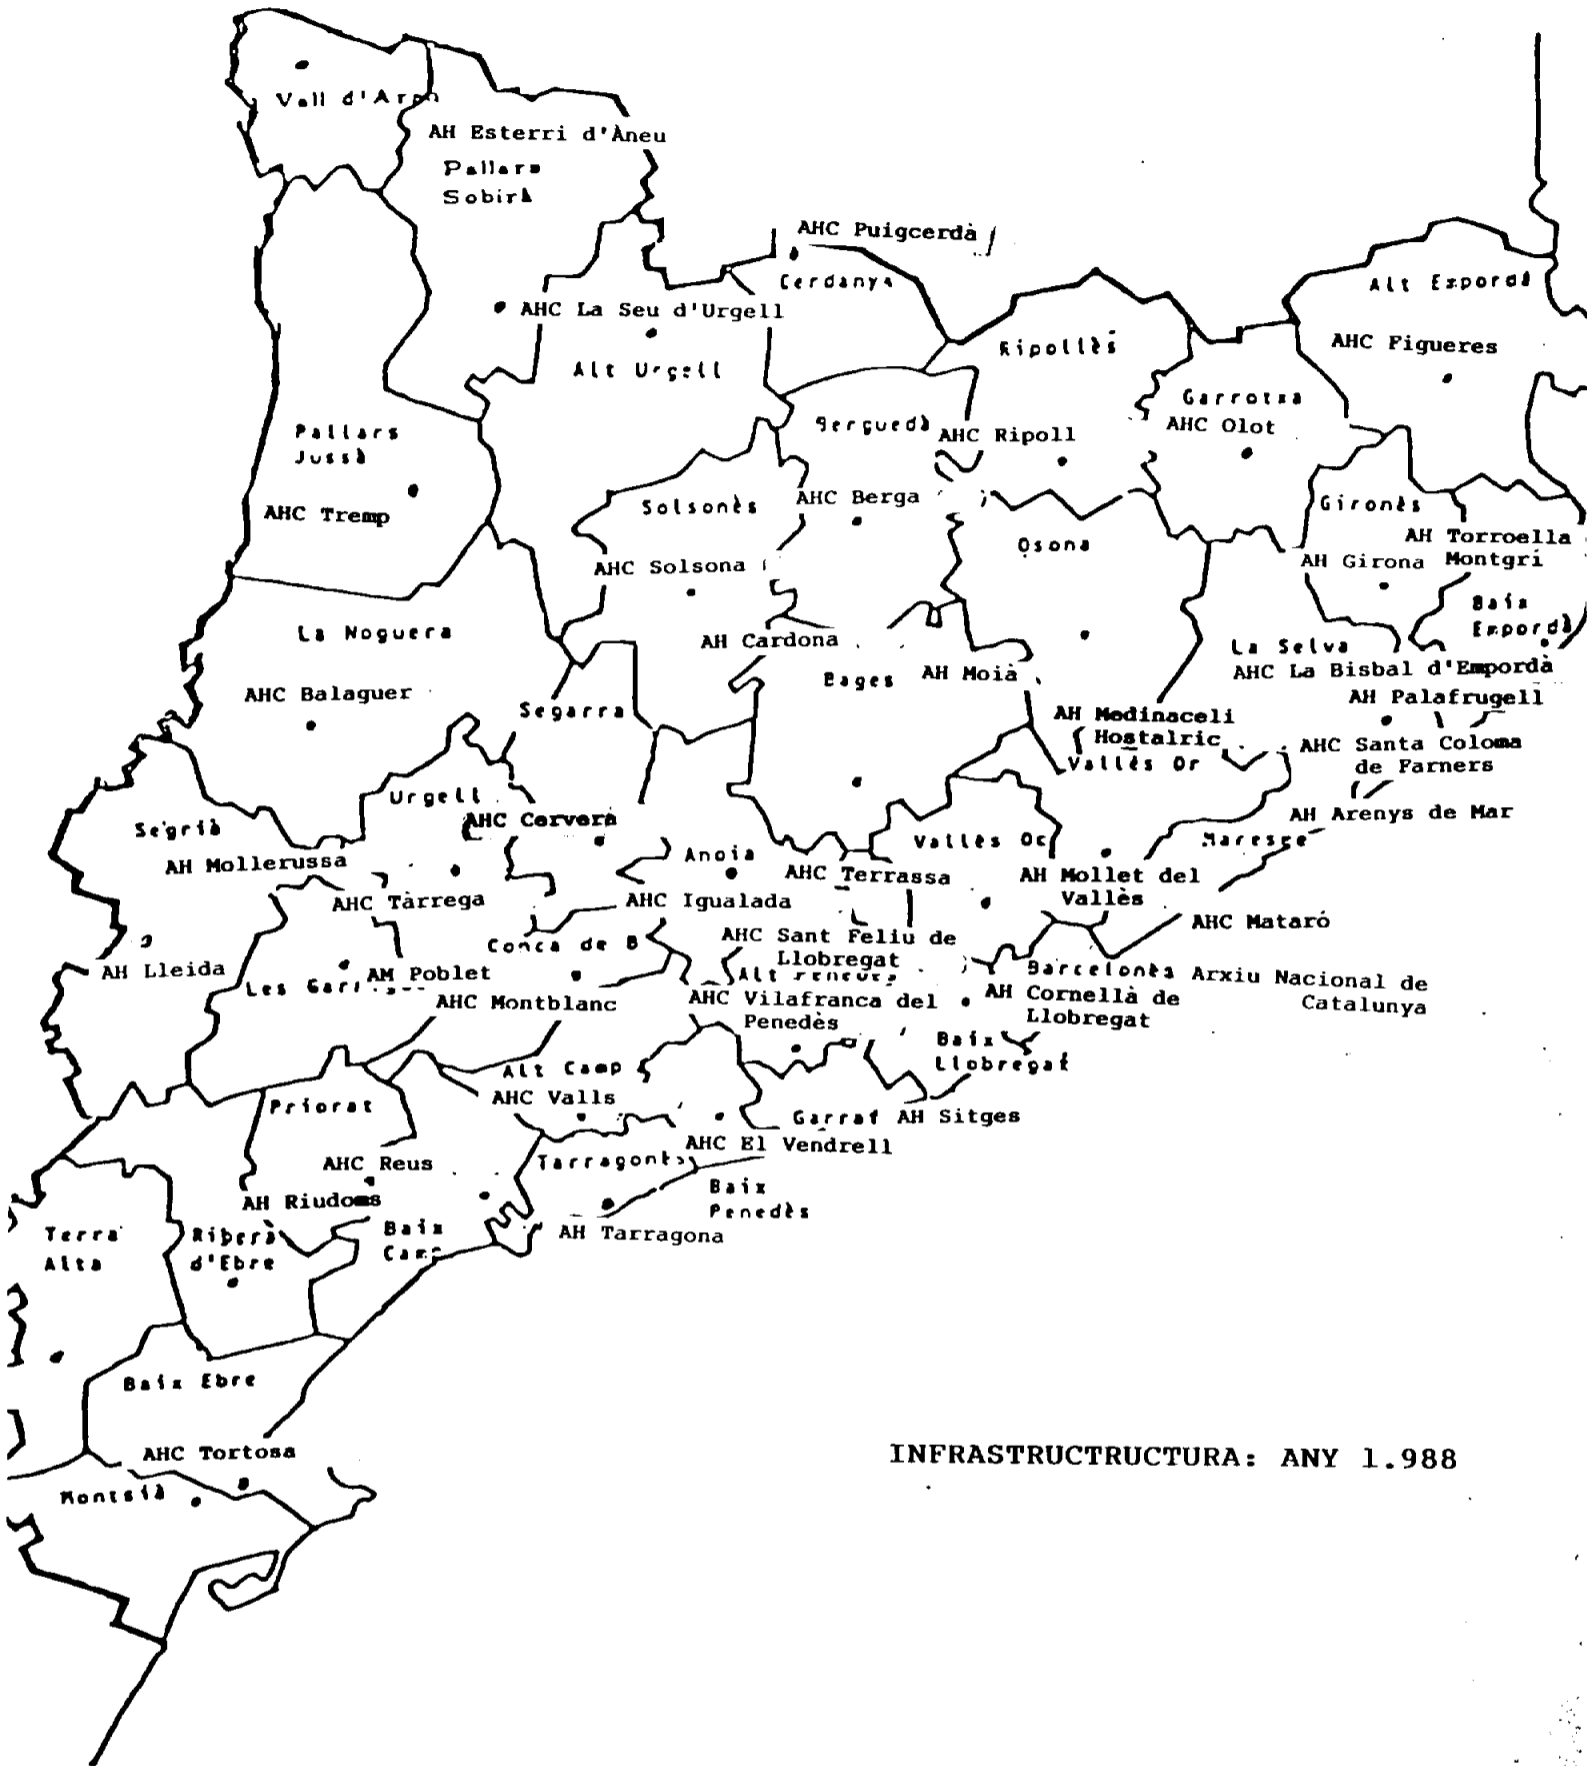 Vall d'Aran
AH Esterri d'Àneu
Pallars
Sobirà
AHC Puigcerdà
Cerdanya
Alt Empordà
AHC La Seu d'Urgell
Alt Urgell
Ripollès
AHC Figueres
Garrotxa
AHC Olot
Berguedà
AHC Ripoll
Pallars
Jussà
AHC Tremp
Solsonès
AHC Berga
Gironès
Osona
AH Torroella
Montgrí
AH Girona
AHC Solsona
Baix
Empordà
La Noguera
AH Cardona
La Selva
AHC La Bisbal d'Empordà
Bages
AH Moià
AHC Balaguer
AH Palafrugell
Segarra
AH Medinaceli
Hostalric
AHC Santa Coloma
de Farners
Vallès Or
Urgell
AHC Cervera
AH Arenys de Mar
Segrià
Maresme
Vallès Oc
AH Mollerussa
Anoia
AHC Terrassa
AH Mollet del
Vallès
AHC Tàrrega
AHC Igualada
AHC Mataró
Conca de B
AHC Sant Feliu de
Llobregat
AH Lleida
AM Poblet
Alt Penedès
Barcelonès
Arxiu Nacional de
Catalunya
Les Garrigues
AHC Montblanc
AHC Vilafranca del
Penedès
AH Cornellà de
Llobregat
Baix
Llobregat
Alt Camp
AHC Valls
Priorat
Garraf
AH Sitges
AHC El Vendrell
AHC Reus
Tarragonès
AH Riudoms
Baix
Penedès
Terra
Alta
Ribera
d'Ebre
Baix
Camp
AH Tarragona
Baix Ebre
AHC Tortosa
Montsià
INFRASTRUCTRUCTURA: ANY 1.988